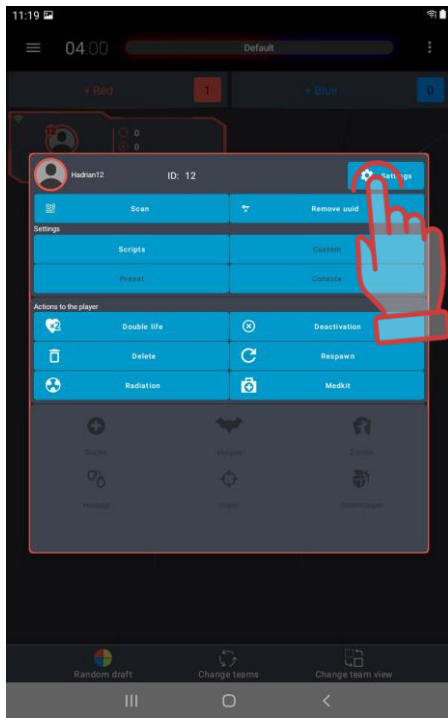 11:19
04:00
Default
+ Red
1
+ Blue
0
12
0
0
Hadrian12
ID: 12
Settings
Scan
Remove uuid
Settings
Scripts
Custom
Preset
Console
Actions to the player
x2
Double life
Deactivation
Delete
Respawn
Radiation
Medkit
Vampire
Zombie
Hostage
Sniper
Random draft
Change teams
Change team view